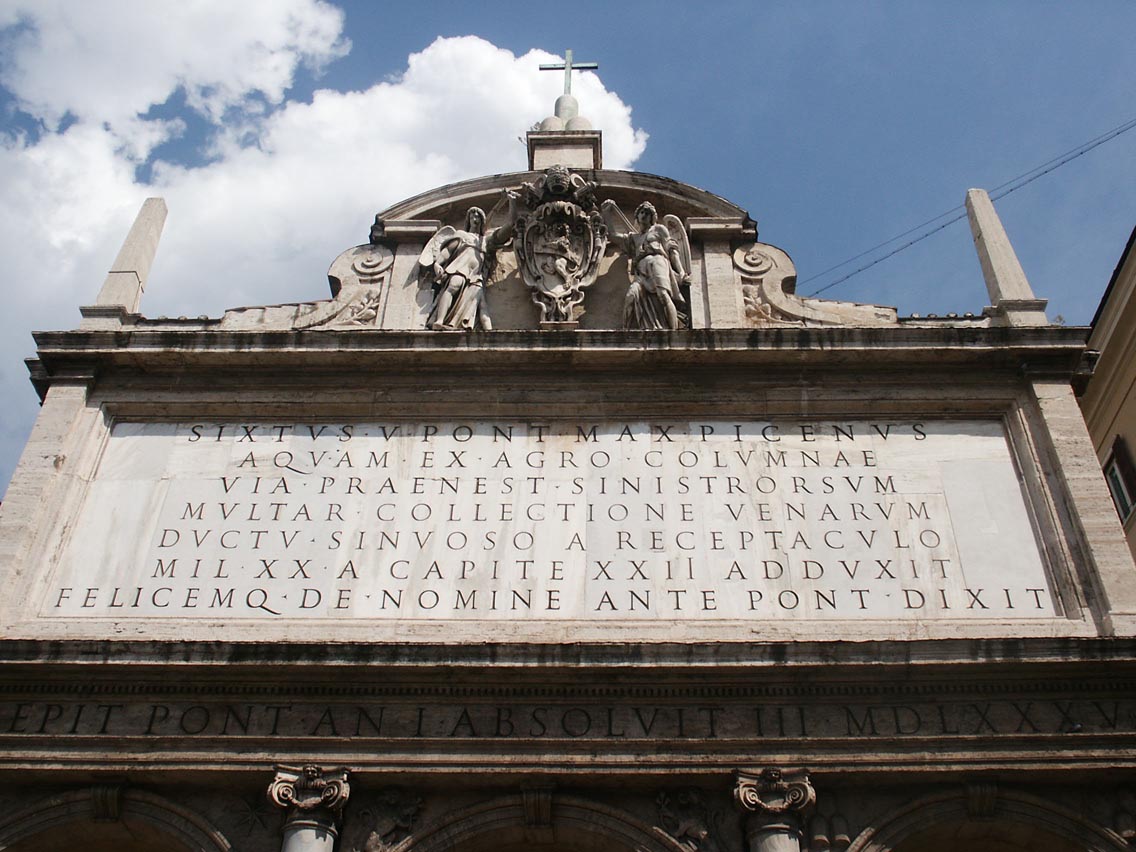 SIXTVS · V · PONT · MAX · PICENVS
AQVAM · EX · AGRO · COLVMNAE
VIA · PRAENEST · SINISTRORSVM
MVLTAR · COLLECTIONE · VENARVM
DVCTV · SINVOSO · A · RECEPTACVLO
MIL · XX · A · CAPITE · XXII · ADDVXIT
FELICEMQ · DE · NOMINE · ANTE · PONT · DIXIT
EPIT · PONT · AN · I · ABSOLVIT · III · MDLXXXV